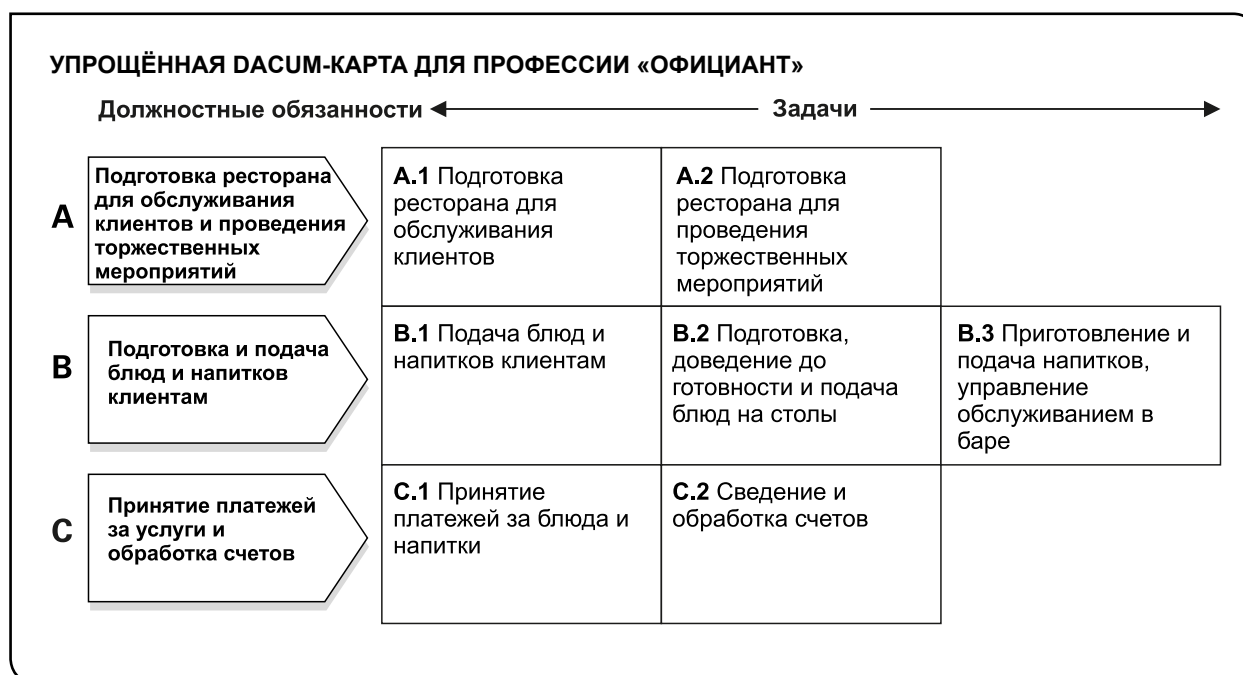 УПРОЩЁННАЯ DACUM-КАРТА ДЛЯ ПРОФЕССИИ «ОФИЦИАНТ»
Должностные обязанности
Задачи
A
Подготовка ресторана
для обслуживания
клиентов и проведения
торжественных
мероприятий
A.1 Подготовка
ресторана для
обслуживания
клиентов
A.2 Подготовка
ресторана для
проведения
торжественных
мероприятий
B
Подготовка и подача
блюд и напитков
клиентам
B.1 Подача блюд и
напитков клиентам
B.2 Подготовка,
доведение до
готовности и подача
блюд на столы
B.3 Приготовление и
подача напитков,
управление
обслуживанием в
баре
C
Принятие платежей
за услуги и
обработка счетов
C.1 Принятие
платежей за блюда и
напитки
C.2 Сведение и
обработка счетов